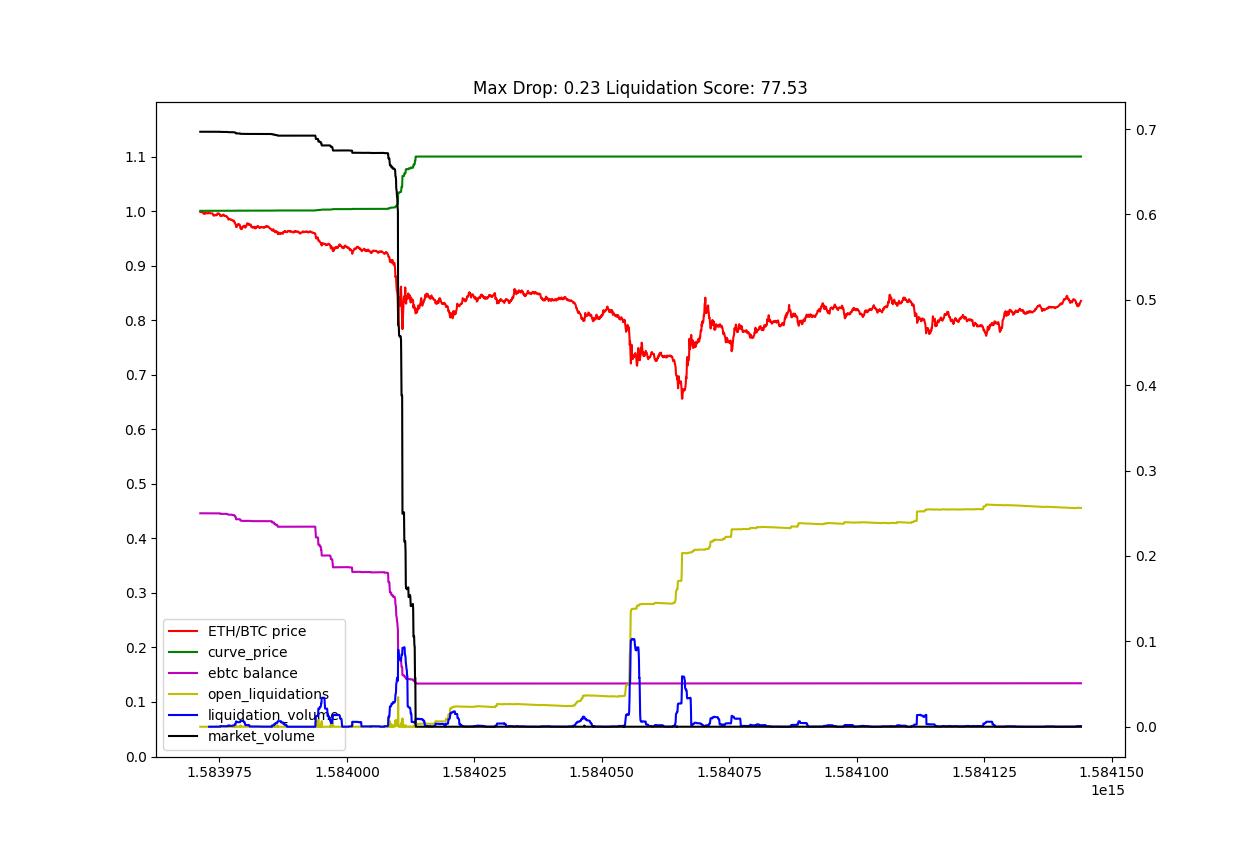 Max Drop: 0.23 Liquidation Score: 77.53
1.1
1.0
0.9
0.8
0.7
0.6
0.5
0.4
0.3
0.2
0.1
0.0
0.7
0.6
0.5
0.4
0.3
0.2
0.1
0.0
ETH/BTC price
curve_price
ebtc balance
open_liquidations
liquidation_volume
market_volume
1.583975 1.584000 1.584025 1.584050 1.584075 1.584100 1.584125 1.584150
1e15